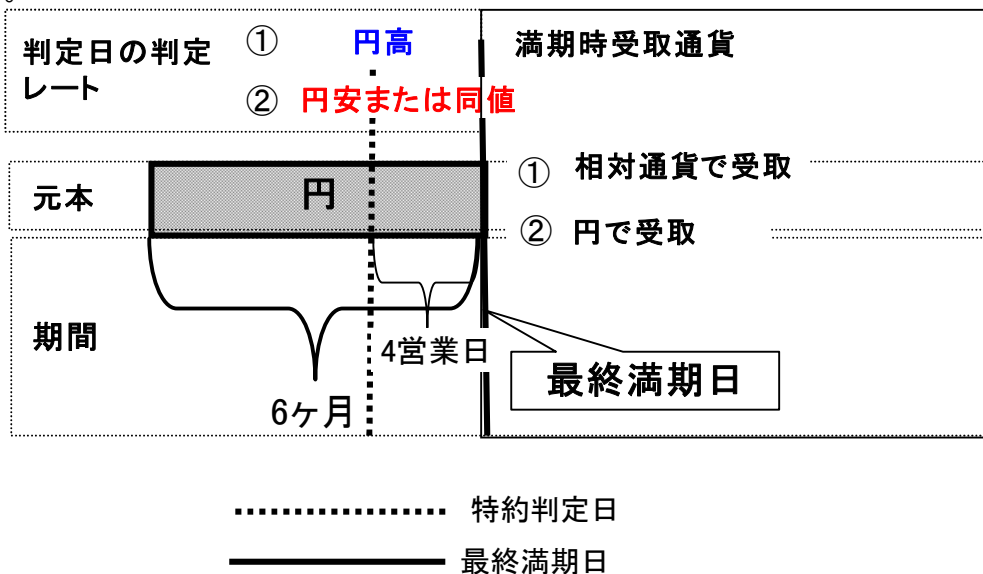 。
判定日の判定
レート
① 円高
② 円安または同値
満期時受取通貨
元本
円
① 相対通貨で受取
② 円で受取
期間
4営業日
6ヶ月
最終満期日
特約判定日
最終満期日